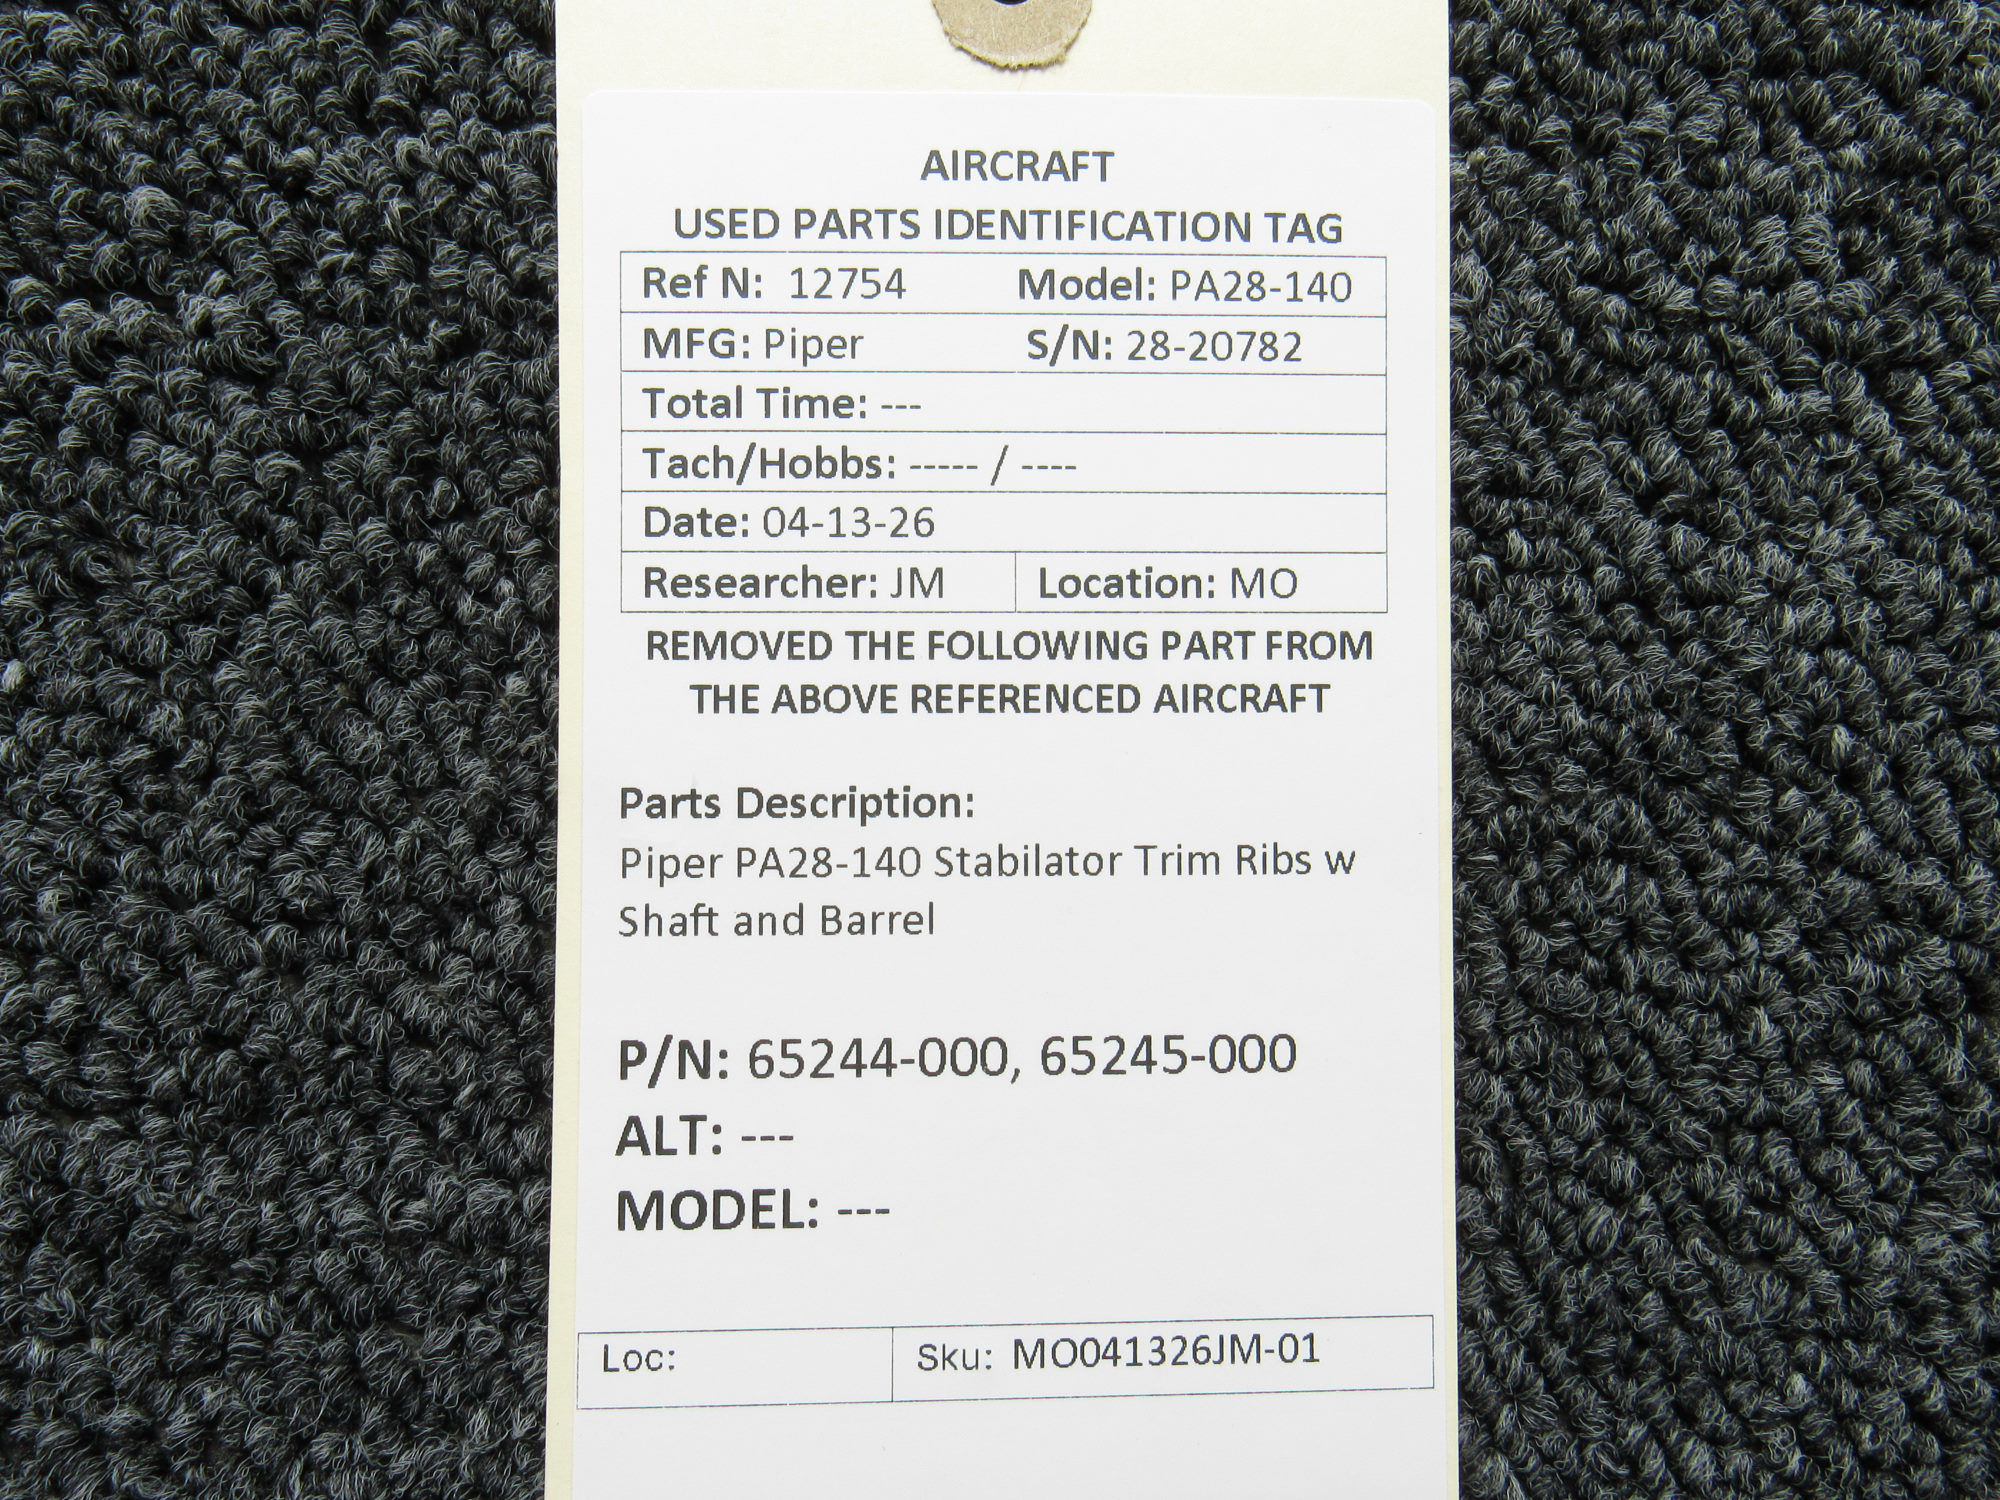 AIRCRAFT
USED PARTS IDENTIFICATION TAG
Ref N: 12754 Model: PA28-140
MFG: Piper S/N: 28-20782
Total Time: ---
Tach/Hobbs: ----- / ----
Date: 04-13-26
Researcher: JM Location: MO
REMOVED THE FOLLOWING PART FROM
THE ABOVE REFERENCED AIRCRAFT
Parts Description:
Piper PA28-140 Stabilator Trim Ribs w
Shaft and Barrel
P/N: 65244-000, 65245-000
ALT: ---
MODEL: ---
Loc: Sku: MO041326JM-01